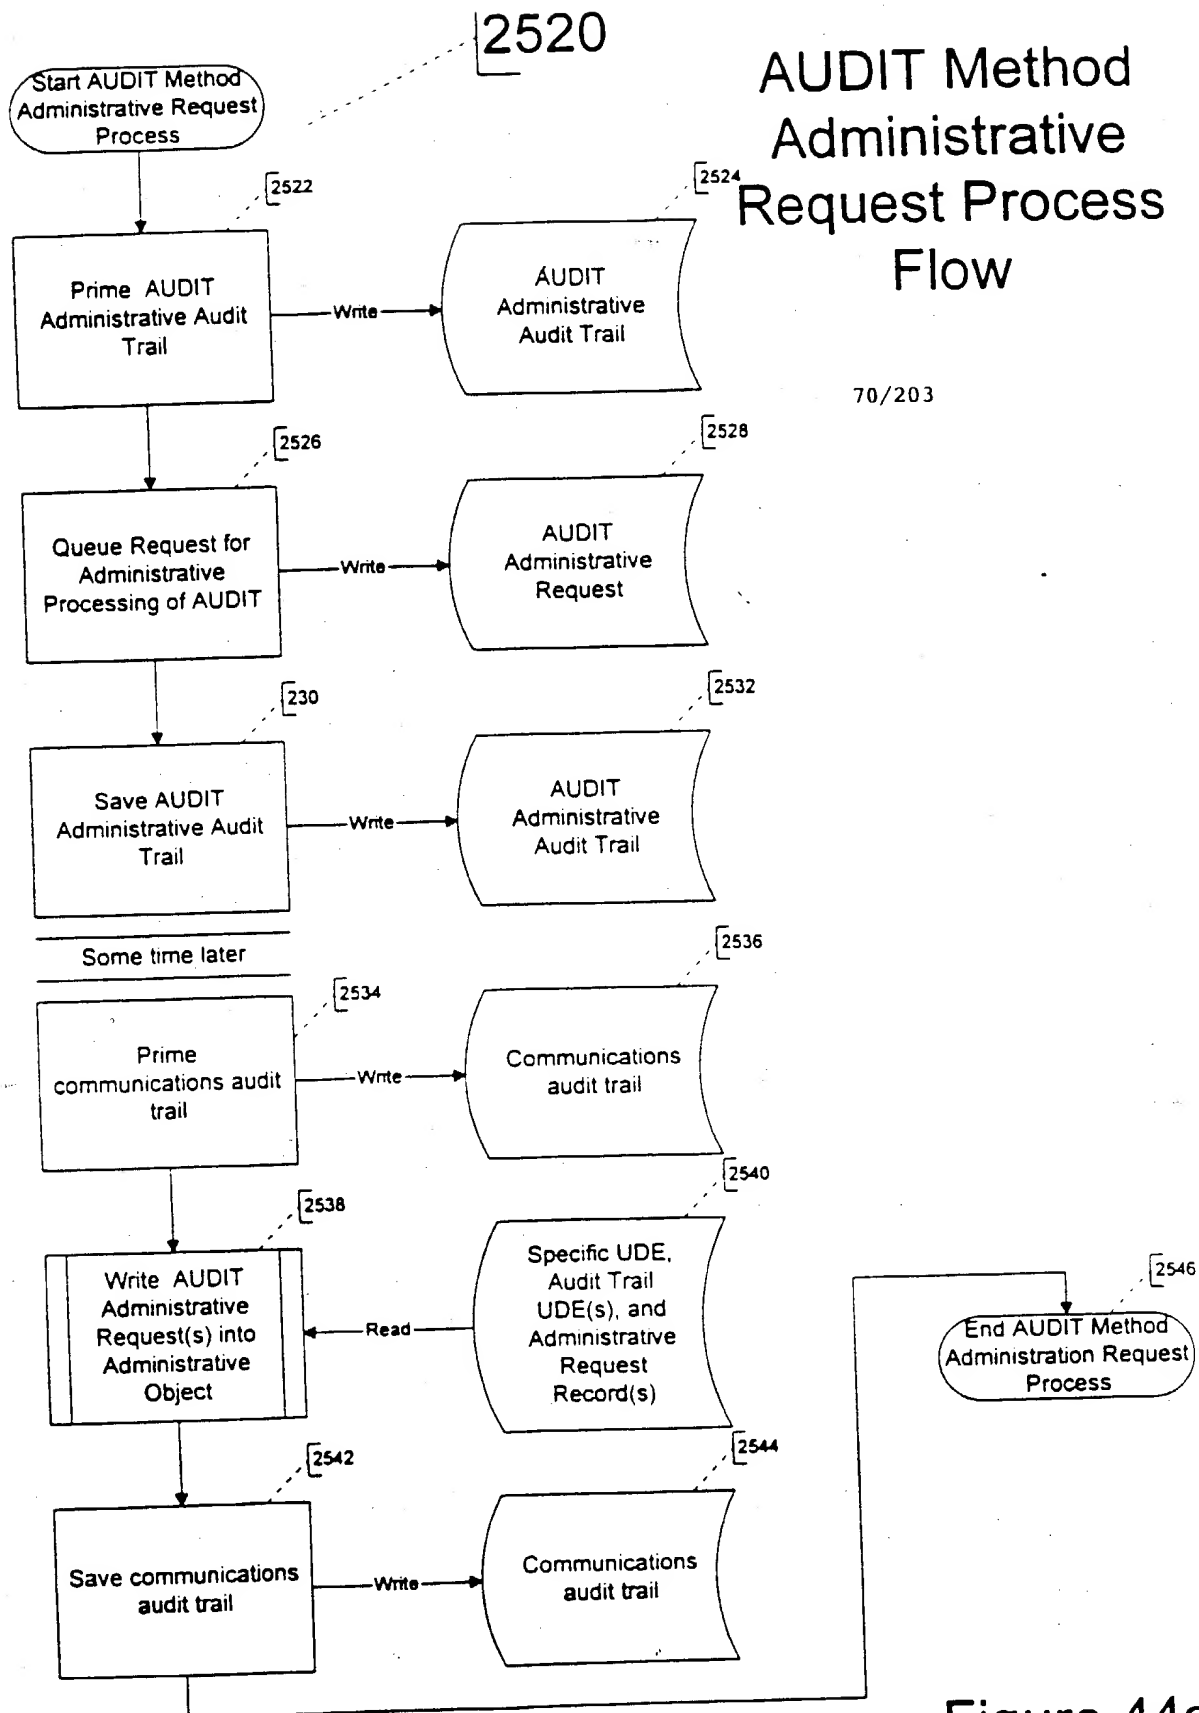 2520
AUDIT Method
Administrative
Request Process
Flow
70/203
Start AUDIT Method
Administrative Request
Process
2522
Prime AUDIT
Administrative Audit
Trail
Write
2524
AUDIT
Administrative
Audit Trail
2526
Queue Request for
Administrative
Processing of AUDIT
Write
2528
AUDIT
Administrative
Request
230
Save AUDIT
Administrative Audit
Trail
Write
2532
AUDIT
Administrative
Audit Trail
Some time later
2534
Prime
communications audit
trail
Write
2536
Communications
audit trail
2538
Write AUDIT
Administrative
Request(s) into
Administrative
Object
Read
2540
Specific UDE,
Audit Trail
UDE(s), and
Administrative
Request
Record(s)
2542
Save communications
audit trail
Write
2544
Communications
audit trail
2546
End AUDIT Method
Administration Request
Process
Figure